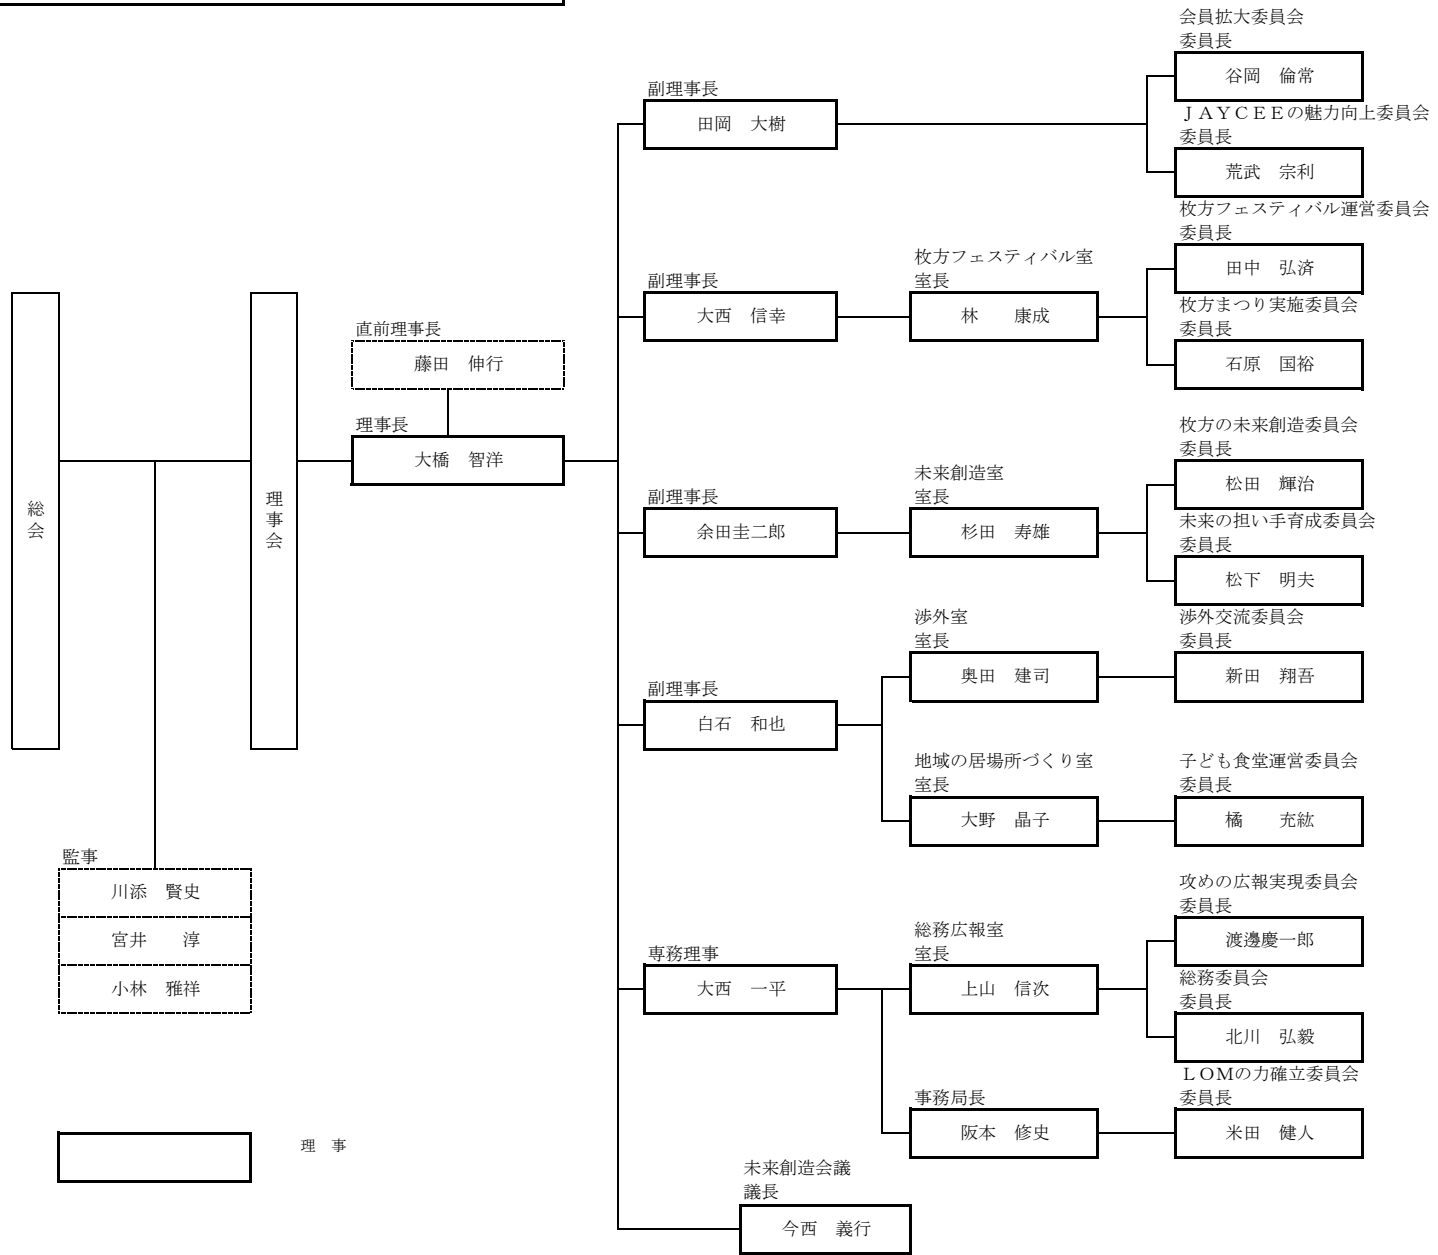 総会
監事
川添　賢史
宮井　　淳
小林　雅祥
理　事
理事会
直前理事長
藤田　伸行
理事長
大橋　智洋
副理事長
田岡　大樹
会員拡大委員会
委員長
谷岡　倫常
ＪＡＹＣＥＥの魅力向上委員会
委員長
荒武　宗利
副理事長
大西　信幸
枚方フェスティバル室
室長
林　　康成
枚方フェスティバル運営委員会
委員長
田中　弘済
枚方まつり実施委員会
委員長
石原　国裕
副理事長
余田圭二郎
未来創造室
室長
杉田　寿雄
枚方の未来創造委員会
委員長
松田　輝治
未来の担い手育成委員会
委員長
松下　明夫
副理事長
白石　和也
渉外室
室長
奥田　建司
渉外交流委員会
委員長
新田　翔吾
地域の居場所づくり室
室長
大野　晶子
子ども食堂運営委員会
委員長
橘　　充紘
専務理事
大西　一平
総務広報室
室長
上山　信次
攻めの広報実現委員会
委員長
渡邊慶一郎
総務委員会
委員長
北川　弘毅
事務局長
阪本　修史
ＬＯＭの力確立委員会
委員長
米田　健人
未来創造会議
議長
今西　義行